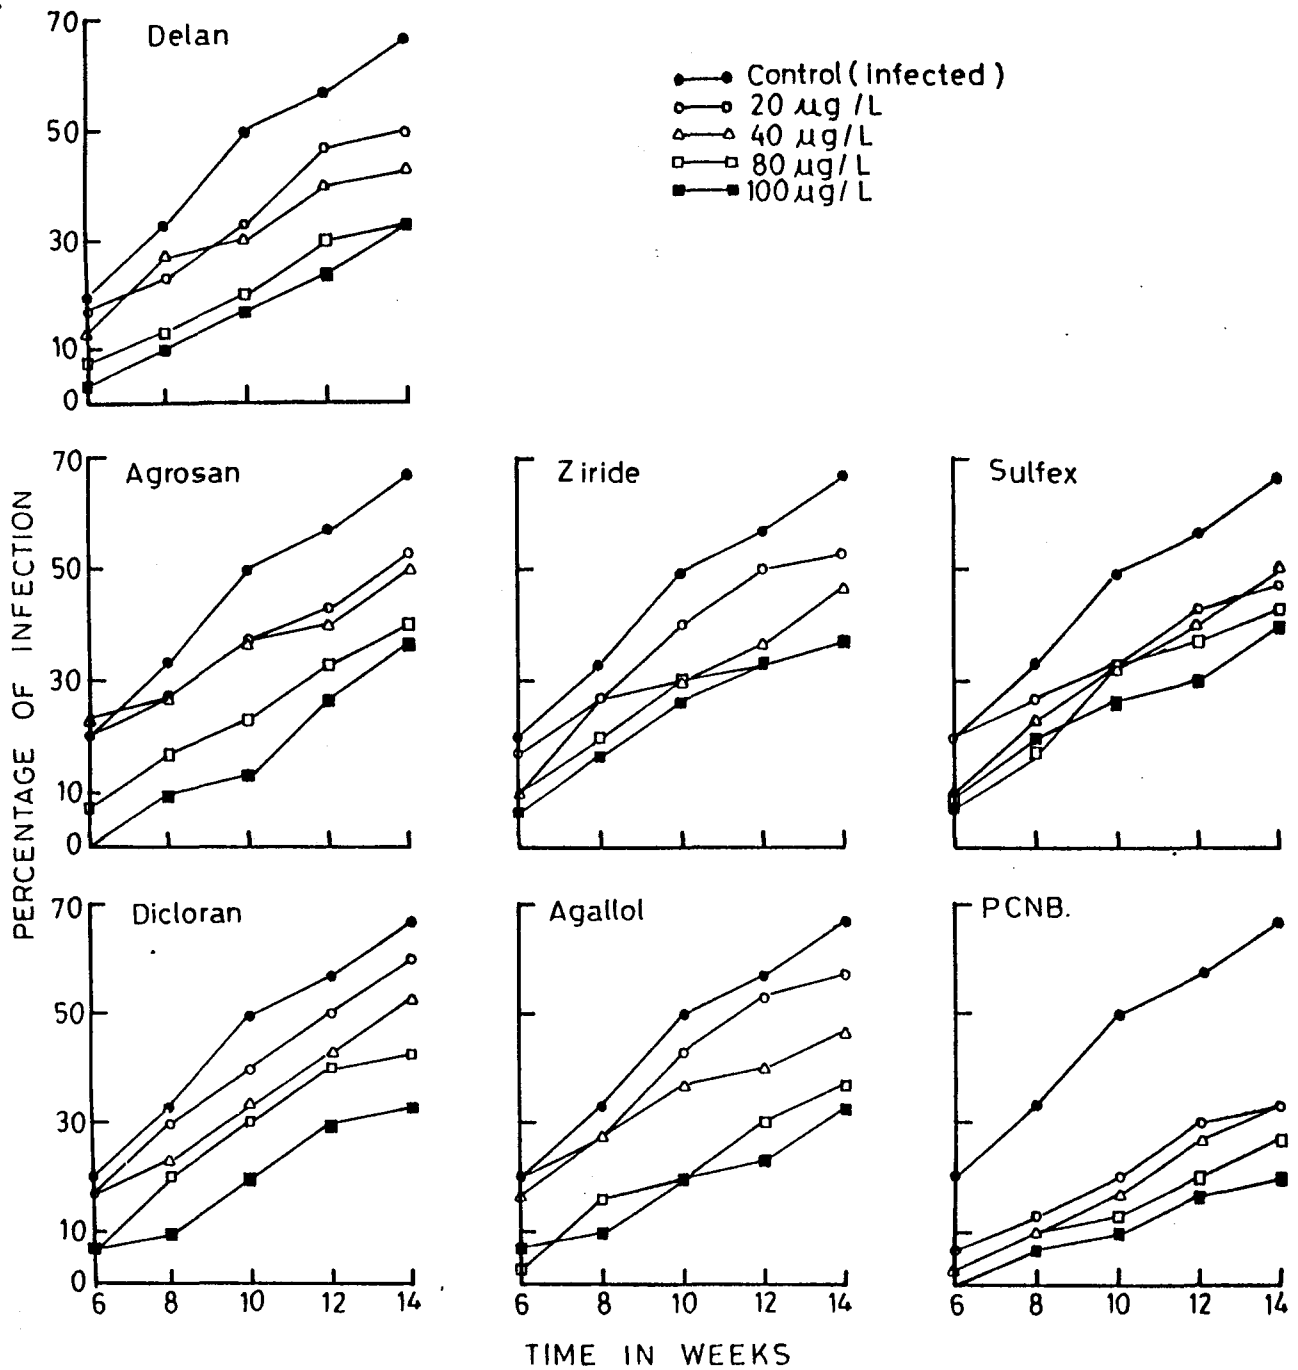 70
Delan
50
30
10
0
Control (Infected)
20 µg /L
40 µg/L
80 µg/L
100 µg/L
PERCENTAGE OF INFECTION
70
Agrosan
50
30
10
0
Ziride
Sulfex
70
Dicloran
50
30
10
0
6 8 10 12 14
Agallol
6 8 10 12 14
PCNB.
6 8 10 12 14
TIME IN WEEKS